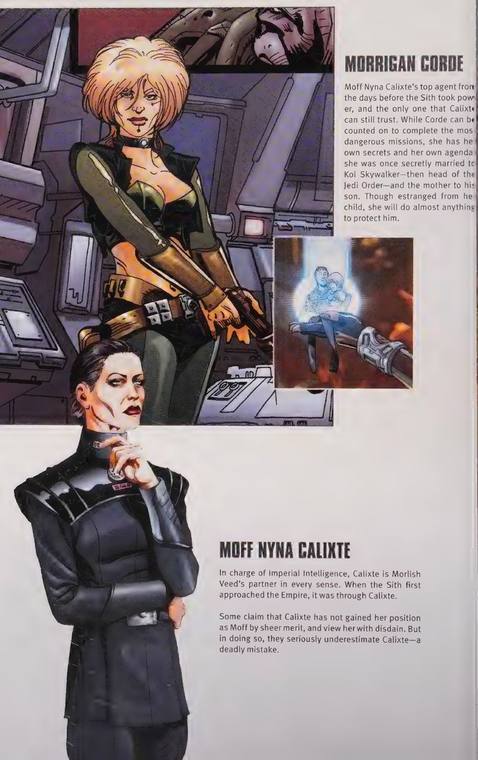 MORRIGAN CORDE
Moff Nyna Calixte's top agent from
the days before the Sith took pow-
er, and the only one that Calixte
can still trust. While Corde can be
counted on to complete the mos
dangerous missions, she has her
own secrets and her own agenda
she was once secretly married to
Kol Skywalker—then head of the
Jedi Order—and the mother to his
son. Though estranged from he
child, she will do almost anything
to protect him.
MOFF NYNA CALIXTE
In charge of Imperial Intelligence, Calixte is Morlish
Veed's partner in every sense. When the Sith first
approached the Empire, it was through Calixte.
Some claim that Calixte has not gained her position
as Moff by sheer merit, and view her with disdain. But
in doing so, they seriously underestimate Calixte—a
deadly mistake.